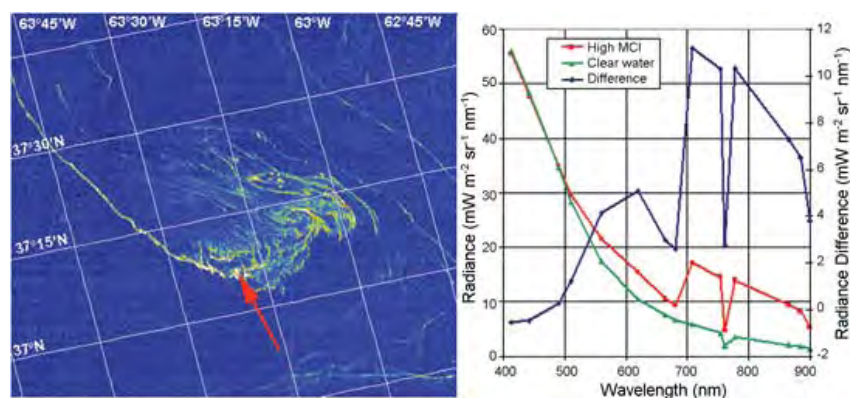 63°45'W
63°30'W
63°15'W
63°W
62°45'W
37°30'N
37°15'N
37°N
60
50
40
30
20
10
0
Radiance (mW m⁻² sr⁻¹ nm⁻¹)
High MCI
Clear water
Difference
12
10
8
6
4
2
0
-2
Radiance Difference (mW m⁻² sr⁻¹ nm⁻¹)
400 500 600 700 800 900
Wavelength (nm)